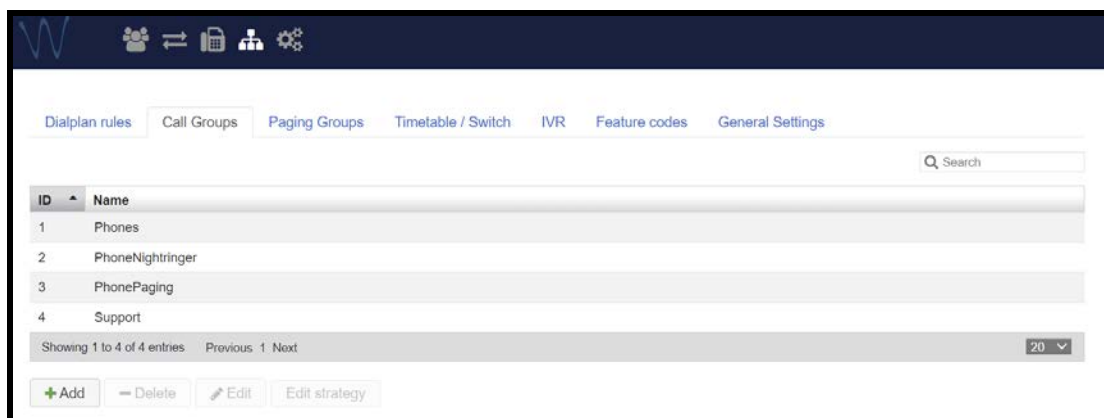 Dialplan rules Call Groups Paging Groups Timetable / Switch IVR Feature codes General Settings
Search
ID Name
1 Phones
2 PhoneNightringer
3 PhonePaging
4 Support
Showing 1 to 4 of 4 entries Previous 1 Next 20
Add Delete Edit Edit strategy